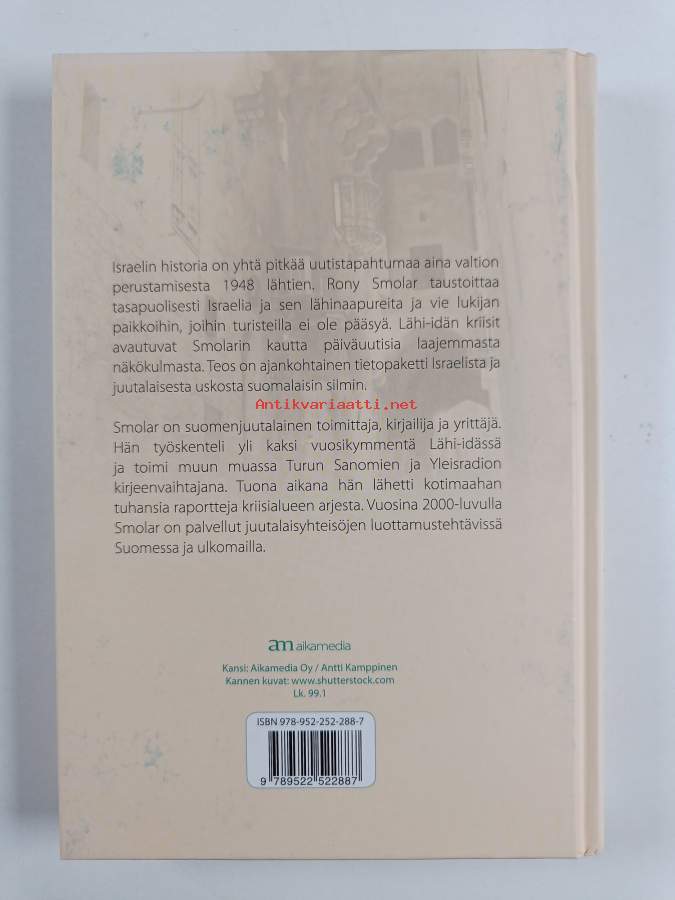 Israelin historia on yhtä pitkää uutistapahtumaa aina valtion
perustamisesta 1948 lähtien. Rony Smolar taustoittaa
tasapuolisesti Israelia ja sen lähinaapureita ja vie lukijan
paikkoihin, joihin turisteilla ei ole pääsyä. Lähi-idän kriisit
avautuvat Smolarin kautta päiväuutisia laajemmasta
näkökulmasta. Teos on ajankohtainen tietopaketti Israelista ja
juutalaisesta uskosta suomalaisin silmin.
Antikvariaatti.net
Smolar on suomenjuutalainen toimittaja, kirjailija ja yrittäjä.
Hän työskenteli yli kaksi vuosikymmentä Lähi-idässä
ja toimi muun muassa Turun Sanomien ja Yleisradion
kirjeenvaihtajana. Tuona aikana hän lähetti kotimaahan
tuhansia raportteja kriisialueen arjesta. Vuosina 2000-luvulla
Smolar on palvellut juutalaisyhteisöjen luottamustehtävissä
Suomessa ja ulkomailla.
am aikamedia
Kansi: Aikamedia Oy / Antti Kamppinen
Kannen kuvat: www.shutterstock.com
Lk. 99.1
ISBN 978-952-252-288-7
9 789522 522887